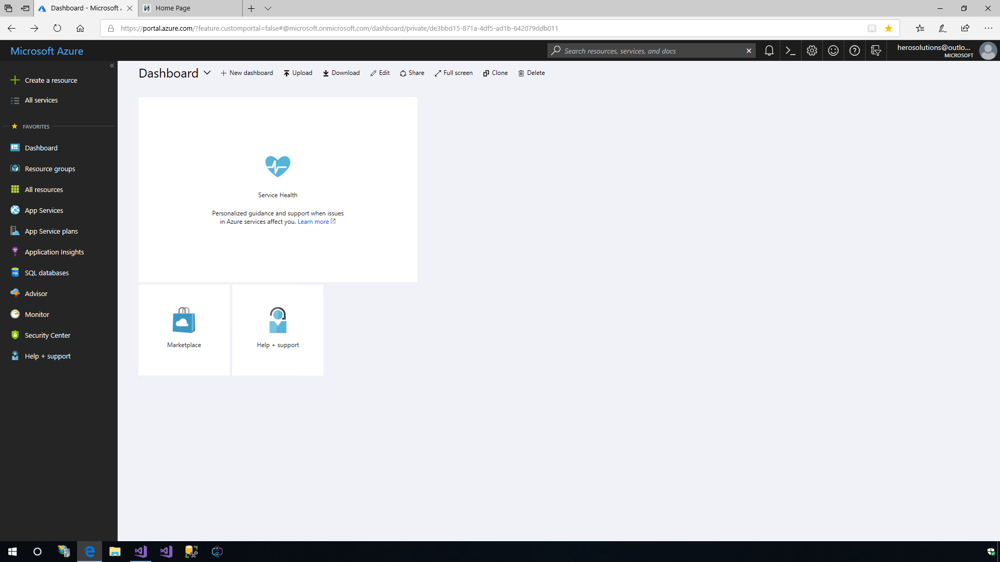 Dashboard - Microsoft A
Home Page
https://portal.azure.com/?feature.customportal=false#@microsoft.onmicrosoft.com/dashboard/private/de3bbd15-871a-4df5-ad1b-642079ddb011
Microsoft Azure
Search resources, services, and docs
herosolutions@outlo...
MICROSOFT
Create a resource
All services
FAVORITES
Dashboard
Resource groups
All resources
App Services
App Service plans
Application Insights
SQL databases
Advisor
Monitor
Security Center
Help + support
Dashboard
New dashboard
Upload
Download
Edit
Share
Full screen
Clone
Delete
Service Health
Personalized guidance and support when issues
in Azure services affect you. Learn more
Marketplace
Help + support